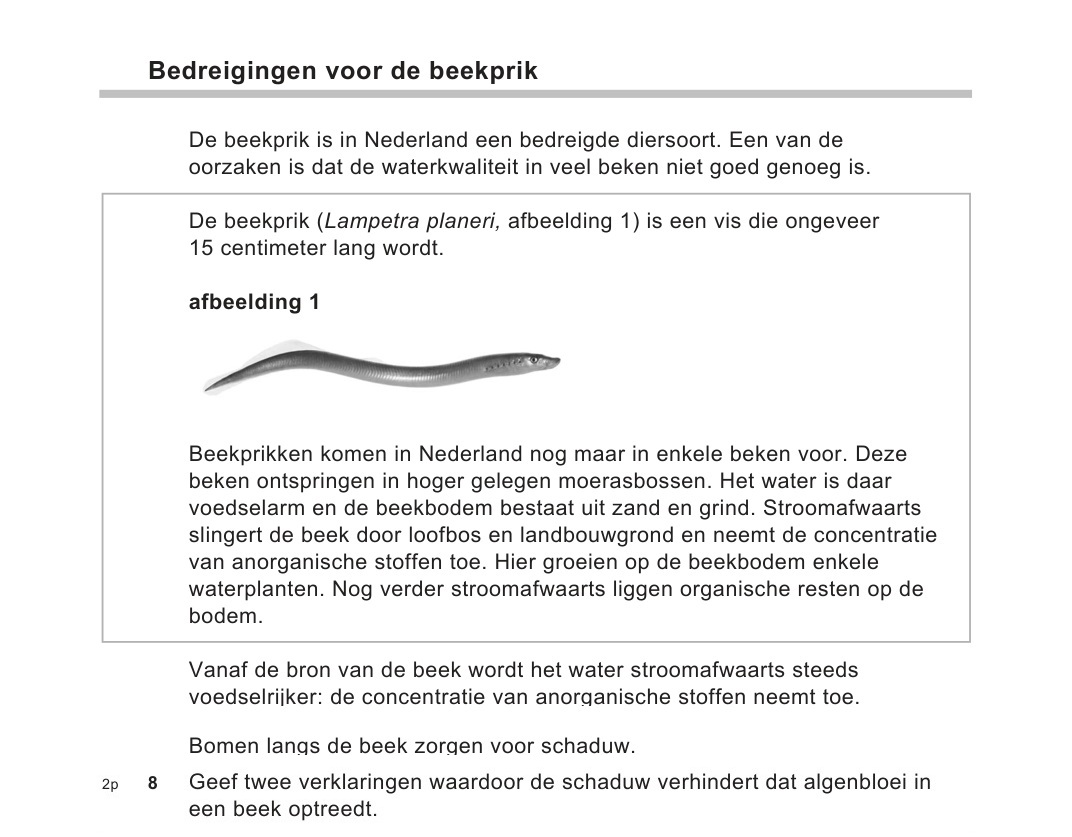 Bedreigingen voor de beekprik
De beekprik is in Nederland een bedreigde diersoort. Een van de
oorzaken is dat de waterkwaliteit in veel beken niet goed genoeg is.
De beekprik (Lampetra planeri, afbeelding 1) is een vis die ongeveer
15 centimeter lang wordt.
afbeelding 1
Beekprikken komen in Nederland nog maar in enkele beken voor. Deze
beken ontspringen in hoger gelegen moerasbossen. Het water is daar
voedselarm en de beekbodem bestaat uit zand en grind. Stroomafwaarts
slingert de beek door loofbos en landbouwgrond en neemt de concentratie
van anorganische stoffen toe. Hier groeien op de beekbodem enkele
waterplanten. Nog verder stroomafwaarts liggen organische resten op de
bodem.
Vanaf de bron van de beek wordt het water stroomafwaarts steeds
voedselrijker: de concentratie van anorganische stoffen neemt toe.
Bomen langs de beek zorgen voor schaduw.
2p 8 Geef twee verklaringen waardoor de schaduw verhindert dat algenbloei in
een beek optreedt.